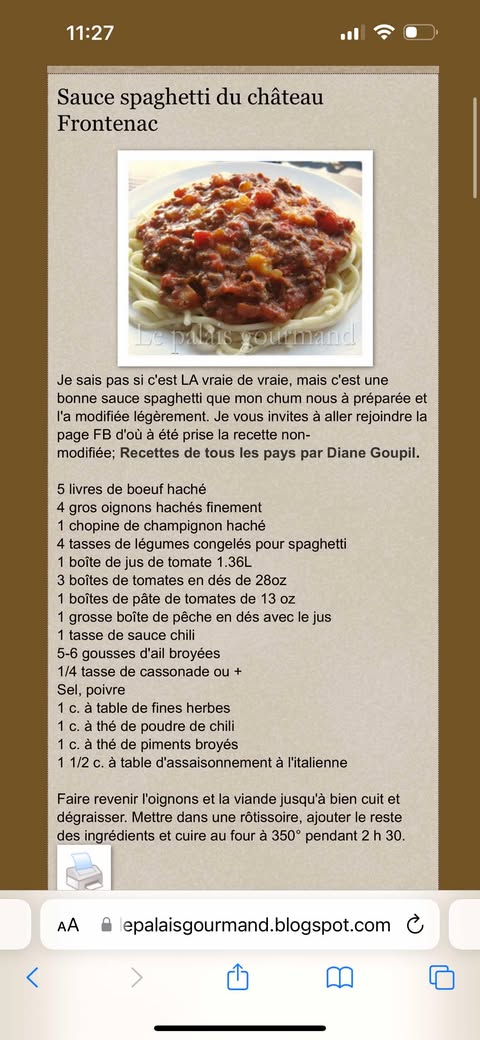 11:27
Sauce spaghetti du château
Frontenac
Le palais gourmand
Je sais pas si c'est LA vraie de vraie, mais c'est une
bonne sauce spaghetti que mon chum nous à préparée et
l'a modifiée légèrement. Je vous invites à aller rejoindre la
page FB d'où à été prise la recette non-
modifiée; Recettes de tous les pays par Diane Goupil.
5 livres de boeuf haché
4 gros oignons hachés finement
1 chopine de champignon haché
4 tasses de légumes congelés pour spaghetti
1 boîte de jus de tomate 1.36L
3 boîtes de tomates en dés de 28oz
1 boîtes de pâte de tomates de 13 oz
1 grosse boîte de pêche en dés avec le jus
1 tasse de sauce chili
5-6 gousses d'ail broyées
1/4 tasse de cassonade ou +
Sel, poivre
1 c. à table de fines herbes
1 c. à thé de poudre de chili
1 c. à thé de piments broyés
1 1/2 c. à table d'assaisonnement à l'italienne
Faire revenir l'oignons et la viande jusqu'à bien cuit et
dégraisser. Mettre dans une rôtissoire, ajouter le reste
des ingrédients et cuire au four à 350° pendant 2 h 30.
AA lepalaisgourmand.blogspot.com